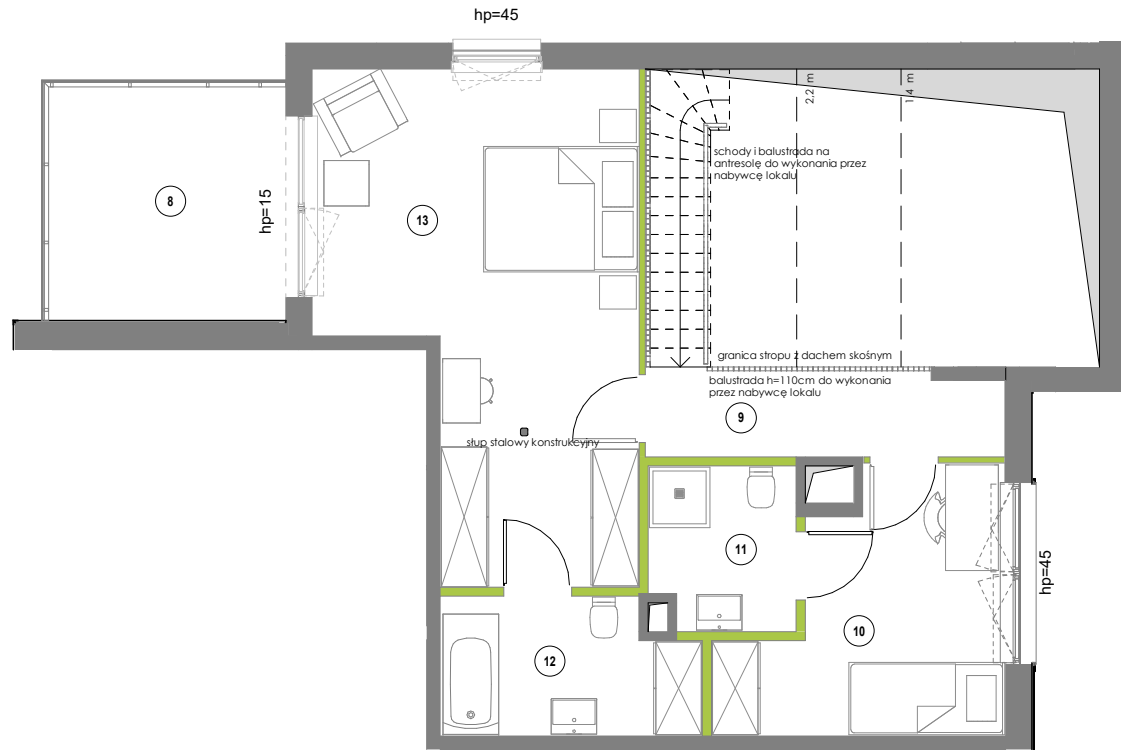 hp=45
2,2 m
1,4 m
schody i balustrada na
antresolę do wykonania przez
nabywcę lokalu
8
hp=15
13
granica stropu z dachem skośnym
balustrada h=110cm do wykonania
przez nabywcę lokalu
9
słup stalowy konstrukcyjny
11
hp=45
10
12